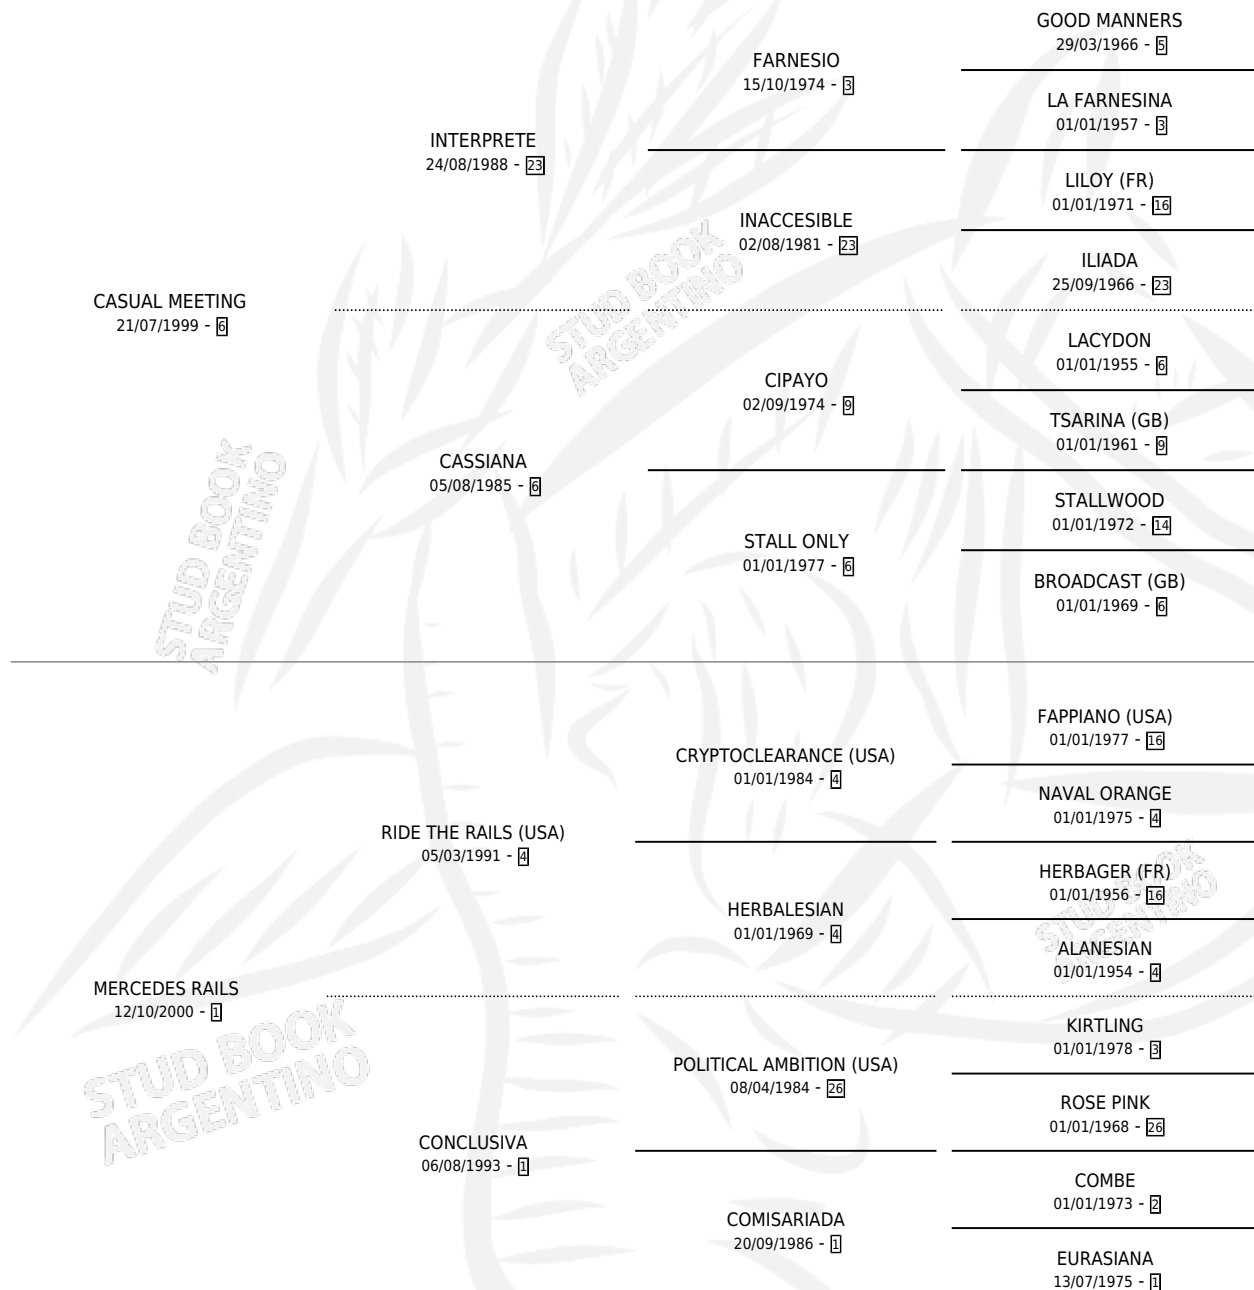 GOOD MANNERS
29/03/1966 - 5
FARNESIO
15/10/1974 - 3
LA FARNESINA
01/01/1957 - 3
INTERPRETE
24/08/1988 - 23
LILOY (FR)
01/01/1971 - 16
INACCESIBLE
02/08/1981 - 23
ILIADA
25/09/1966 - 23
CASUAL MEETING
21/07/1999 - 6
STUD BOOK
ARGENTINO
LACYDON
01/01/1955 - 6
CIPAYO
02/09/1974 - 9
TSARINA (GB)
01/01/1961 - 9
CASSIANA
05/08/1985 - 6
STALLWOOD
01/01/1972 - 14
STALL ONLY
01/01/1977 - 6
BROADCAST (GB)
01/01/1969 - 6
STUD BOOK
ARGENTINO
FAPPIANO (USA)
01/01/1977 - 16
CRYPTOCLEARANCE (USA)
01/01/1984 - 4
NAVAL ORANGE
01/01/1975 - 4
RIDE THE RAILS (USA)
05/03/1991 - 4
HERBAGER (FR)
01/01/1956 - 16
HERBALESIAN
01/01/1969 - 4
STUD BOOK
ARGENTINO
ALANESIAN
01/01/1954 - 4
MERCEDES RAILS
12/10/2000 - 1
STUD BOOK
ARGENTINO
KIRTLING
01/01/1978 - 3
POLITICAL AMBITION (USA)
08/04/1984 - 26
ROSE PINK
01/01/1968 - 26
CONCLUSIVA
06/08/1993 - 1
COMBE
01/01/1973 - 2
COMISARIADA
20/09/1986 - 1
EURASIANA
13/07/1975 - 1